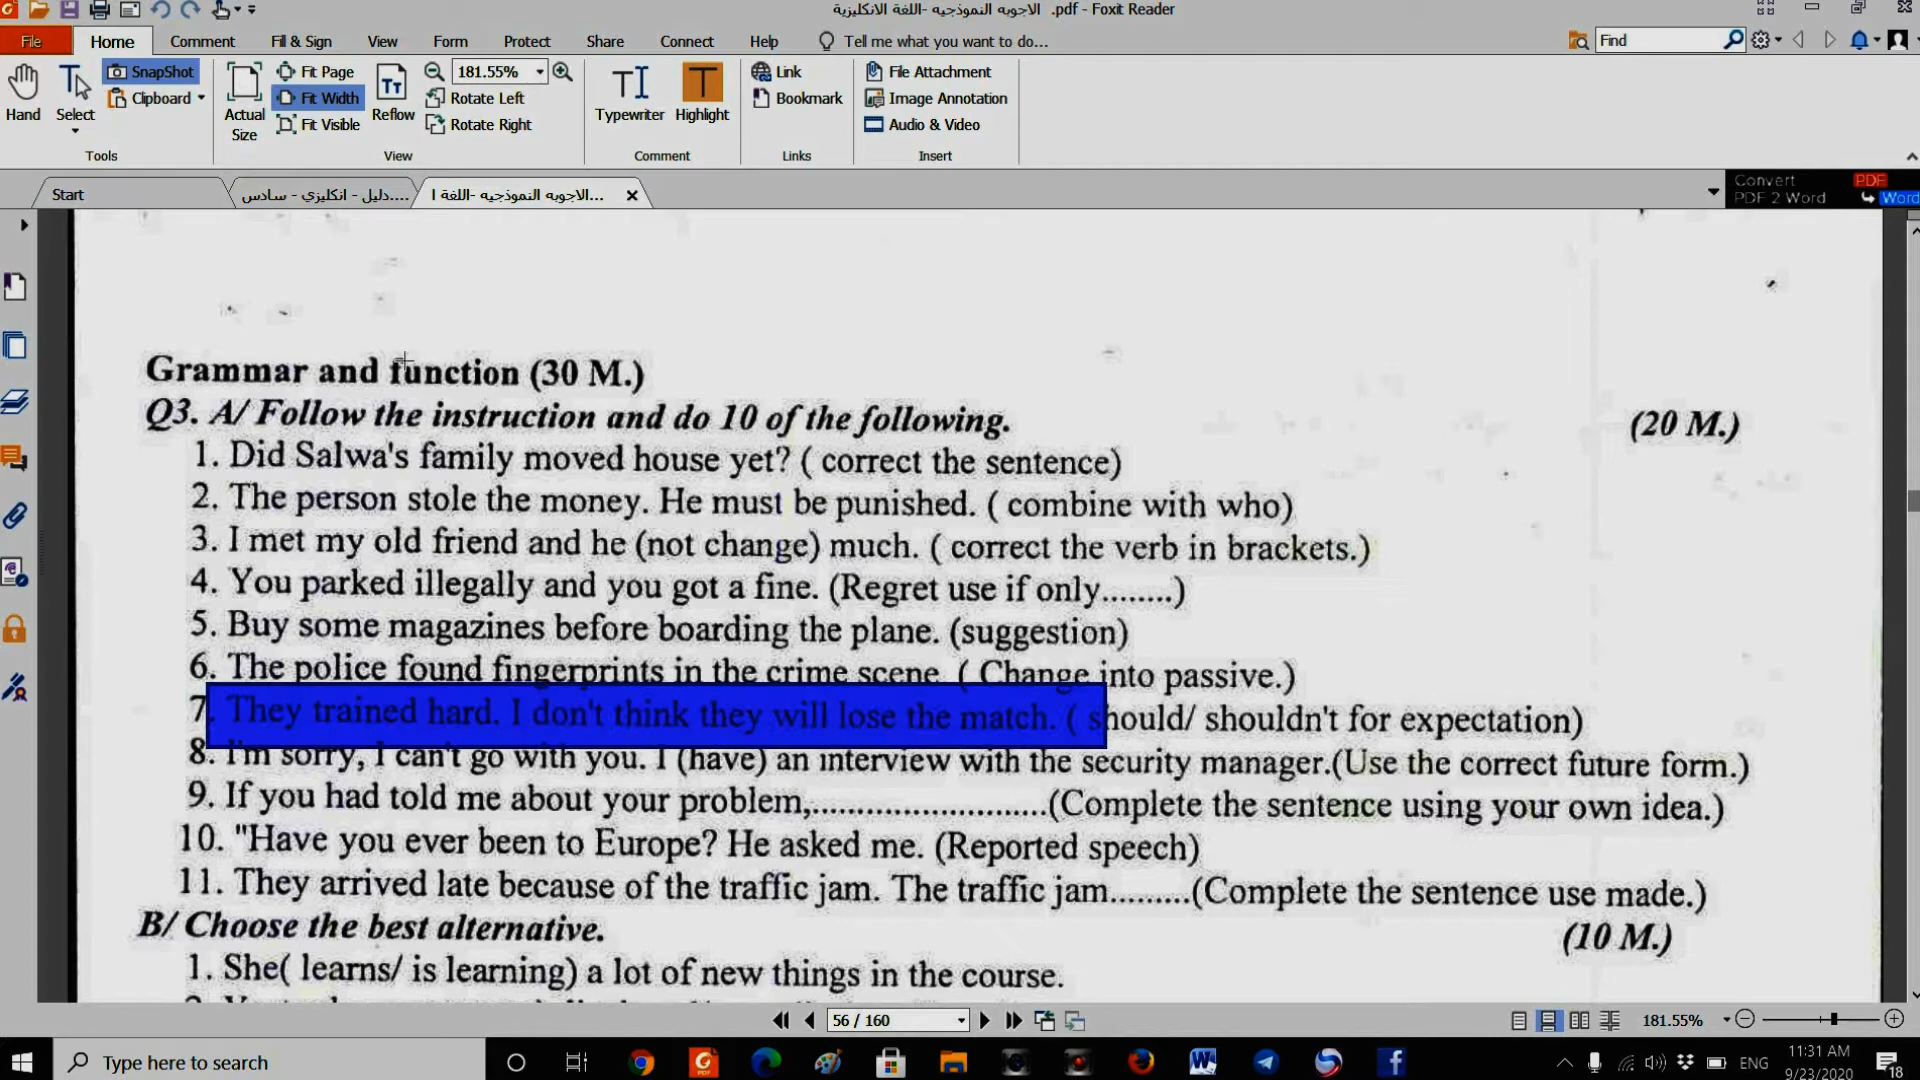 الاجوبه النموذجيه -اللغة الانكليزية .pdf - Foxit Reader
File Home Comment Fill & Sign View Form Protect Share Connect Help Tell me what you want to do... Find
Hand Select SnapShot Clipboard Actual Size Fit Page Fit Width Fit Visible Reflow 181.55% Rotate Left Rotate Right Typewriter Highlight Link Bookmark File Attachment Image Annotation Audio & Video
Tools View Comment Links Insert
Start دليل - انكليزي - سادس.... الاجوبه النموذجيه -اللغة ا... Convert PDF 2 Word PDF Word
Grammar and function (30 M.)
Q3. A/ Follow the instruction and do 10 of the following. (20 M.)
1. Did Salwa's family moved house yet? ( correct the sentence)
2. The person stole the money. He must be punished. ( combine with who)
3. I met my old friend and he (not change) much. ( correct the verb in brackets.)
4. You parked illegally and you got a fine. (Regret use if only........)
5. Buy some magazines before boarding the plane. (suggestion)
6. The police found fingerprints in the crime scene. ( Change into passive.)
7. They trained hard. I don't think they will lose the match. ( should/ shouldn't for expectation)
8. I'm sorry, I can't go with you. I (have) an interview with the security manager.(Use the correct future form.)
9. If you had told me about your problem,..........................(Complete the sentence using your own idea.)
10. "Have you ever been to Europe? He asked me. (Reported speech)
11. They arrived late because of the traffic jam. The traffic jam.........(Complete the sentence use made.)
B/ Choose the best alternative. (10 M.)
1. She( learns/ is learning) a lot of new things in the course.
56 / 160 181.55%
Type here to search ENG 11:31 AM
9/23/2020 18